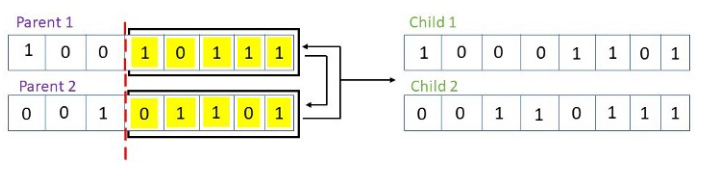 Parent 1
1 0 0 1 0 1 1 1
Parent 2
0 0 1 0 1 1 0 1
Child 1
1 0 0 0 1 1 0 1
Child 2
0 0 1 1 0 1 1 1